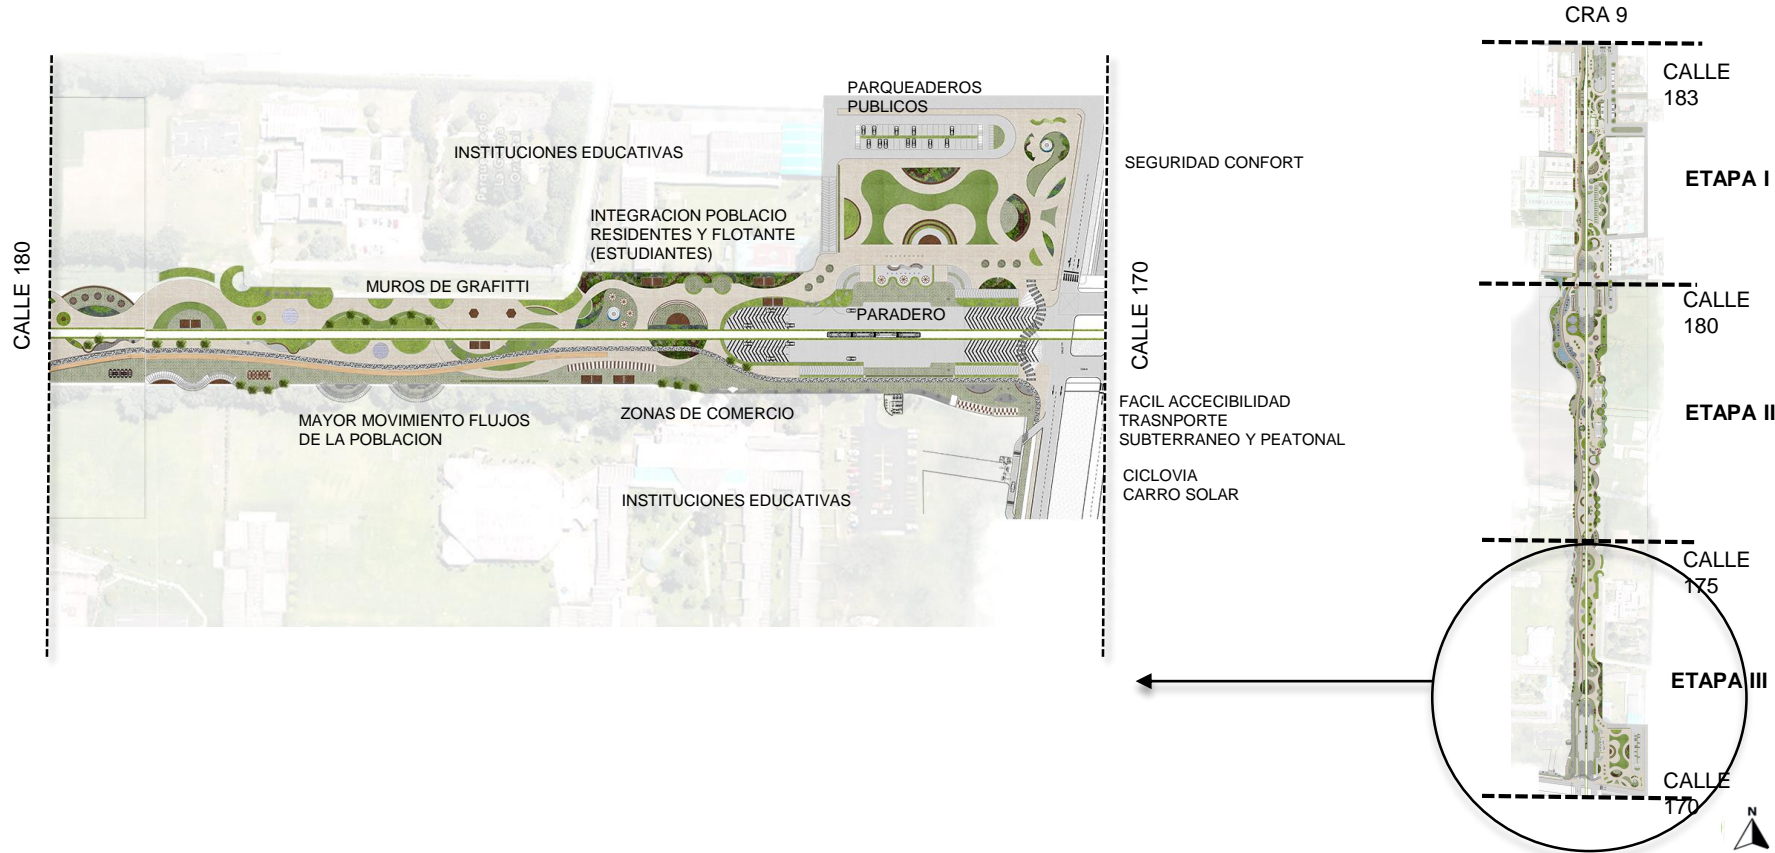 CRA 9
CALLE
183
ETAPA I
CALLE
180
ETAPA II
CALLE
175
ETAPA III
CALLE
170
N
CALLE 180
PARQUEADEROS
PUBLICOS
INSTITUCIONES EDUCATIVAS
INTEGRACION POBLACIO
RESIDENTES Y FLOTANTE
(ESTUDIANTES)
MUROS DE GRAFITTI
PARADERO
MAYOR MOVIMIENTO FLUJOS
DE LA POBLACION
ZONAS DE COMERCIO
INSTITUCIONES EDUCATIVAS
CALLE 170
SEGURIDAD CONFORT
FACIL ACCECIBILIDAD
TRASNPORTE
SUBTERRANEO Y PEATONAL
CICLOVIA
CARRO SOLAR